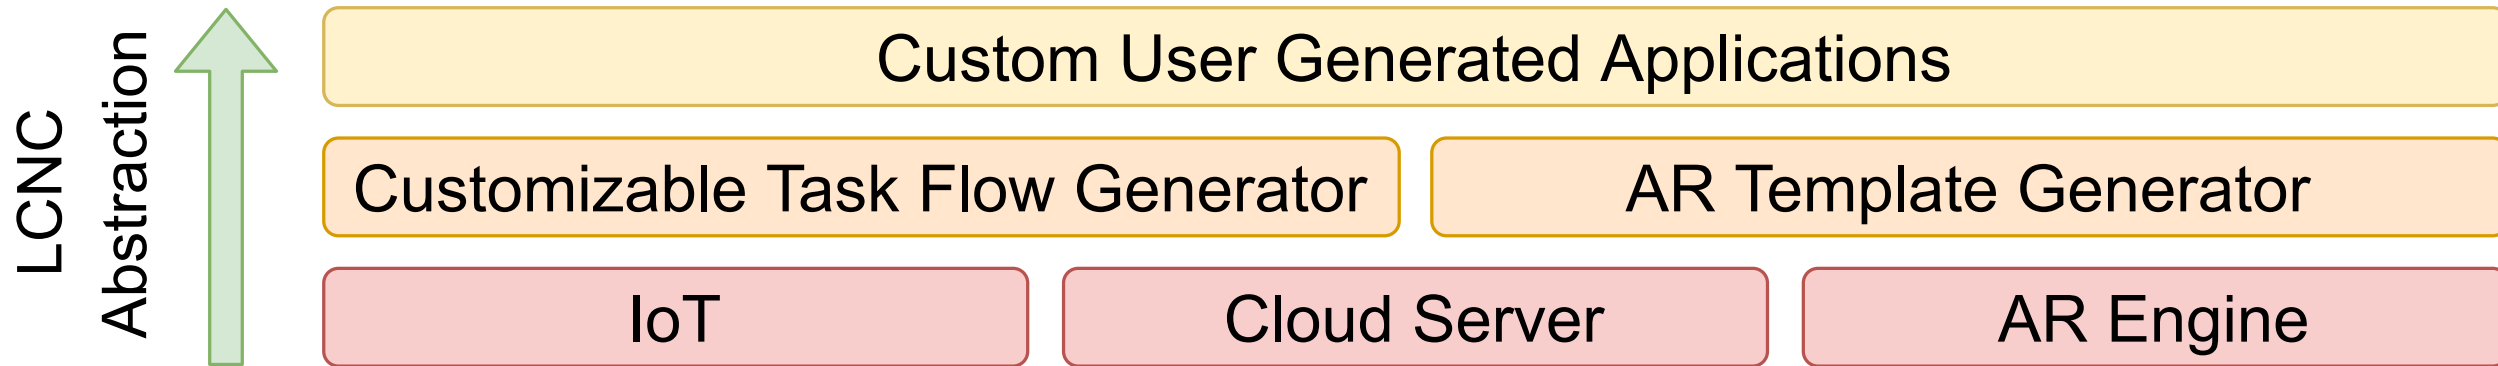 LCNC
Abstraction
Custom User Generated Applications
Customizable Task Flow Generator
AR Template Generator
IoT
Cloud Server
AR Engine